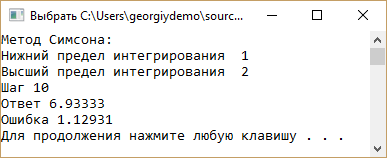 Выбрать C:\Users\georgiydemo\sourc...
Метод Симсона:
Нижний предел интегрирования  1
Высший предел интегрирования  2
Шаг 10
Ответ 6.93333
Ошибка 1.12931
Для продолжения нажмите любую клавишу . . .